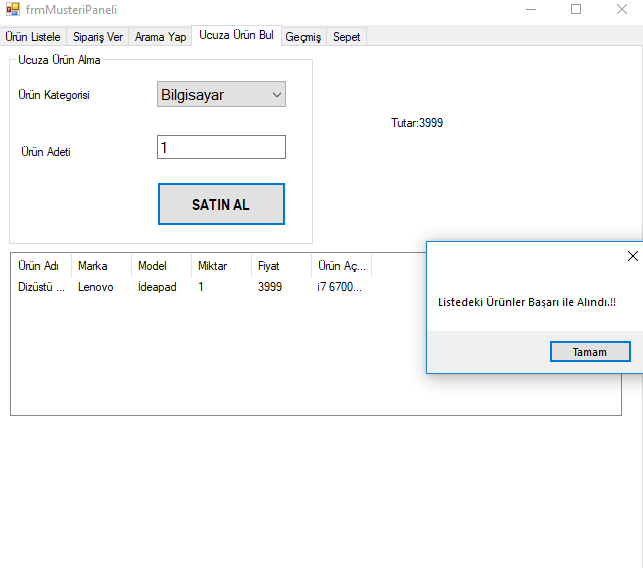 frmMusteriPaneli
Ürün Listele Sipariş Ver Arama Yap Ucuza Ürün Bul Geçmiş Sepet
Ucuza Ürün Alma
Ürün Kategorisi Bilgisayar
Tutar:3999
Ürün Adeti 1
SATIN AL
Ürün Adı Marka Model Miktar Fiyat Ürün Aç...
Dizüstü ... Lenovo İdeapad 1 3999 i7 6700...
Listedeki Ürünler Başarı ile Alındı.!!
Tamam